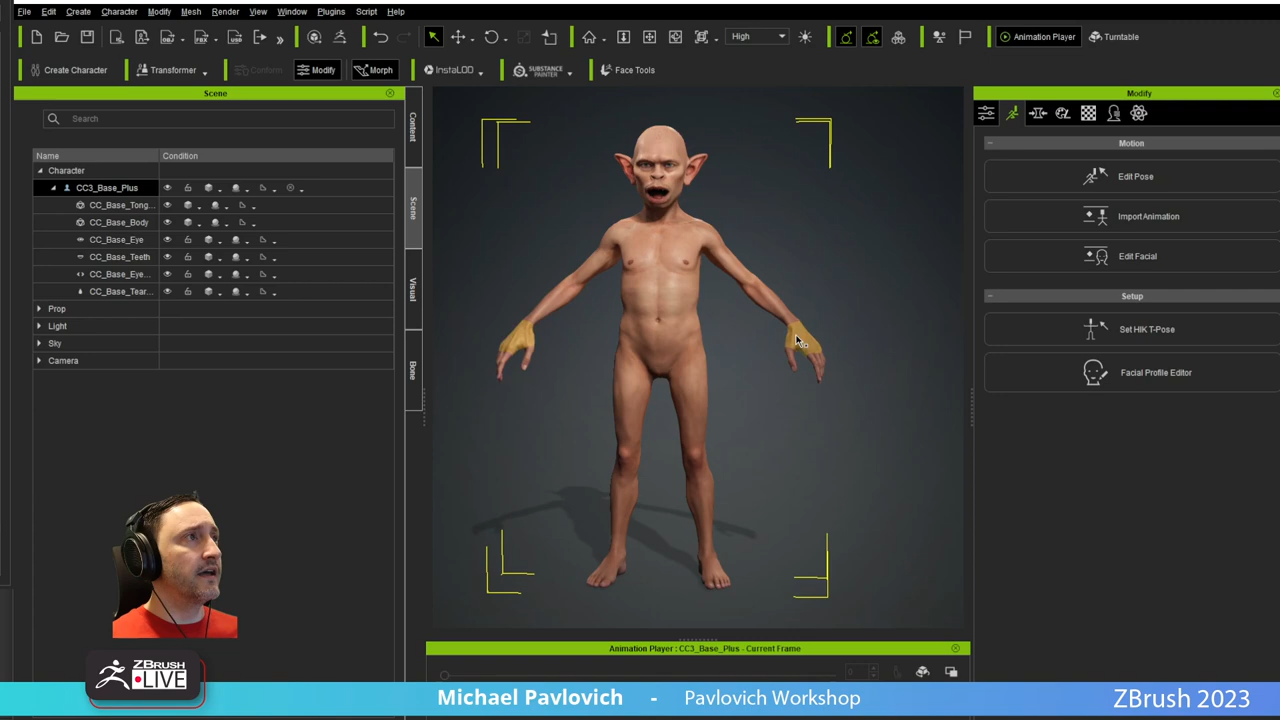 File Edit Create Character Modify Mesh Render View Window Plugins Script Help
High Animation Player Turntable
Create Character Transformer Conform Modify Morph InstaLOD SUBSTANCE PAINTER Face Tools
Scene
Search
Name Condition
Character
CC3_Base_Plus
CC_Base_Tong...
CC_Base_Body
CC_Base_Eye
CC_Base_Teeth
CC_Base_Eye...
CC_Base_Tear...
Prop
Light
Sky
Camera
Content
Scene
Visual
Bone
Modify
Motion
Edit Pose
Import Animation
Edit Facial
Setup
Set HIK T-Pose
Facial Profile Editor
Animation Player : CC3_Base_Plus - Current Frame
0
ZBRUSH
LIVE
Michael Pavlovich - Pavlovich Workshop ZBrush 2023